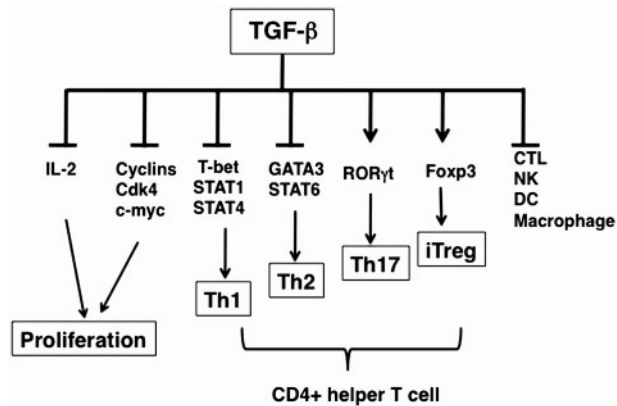 TGF-β
IL-2
Cyclins
Cdk4
c-myc
T-bet
STAT1
STAT4
GATA3
STAT6
RORγt
Foxp3
CTL
NK
DC
Macrophage
Th1
Th2
Th17
iTreg
Proliferation
CD4+ helper T cell